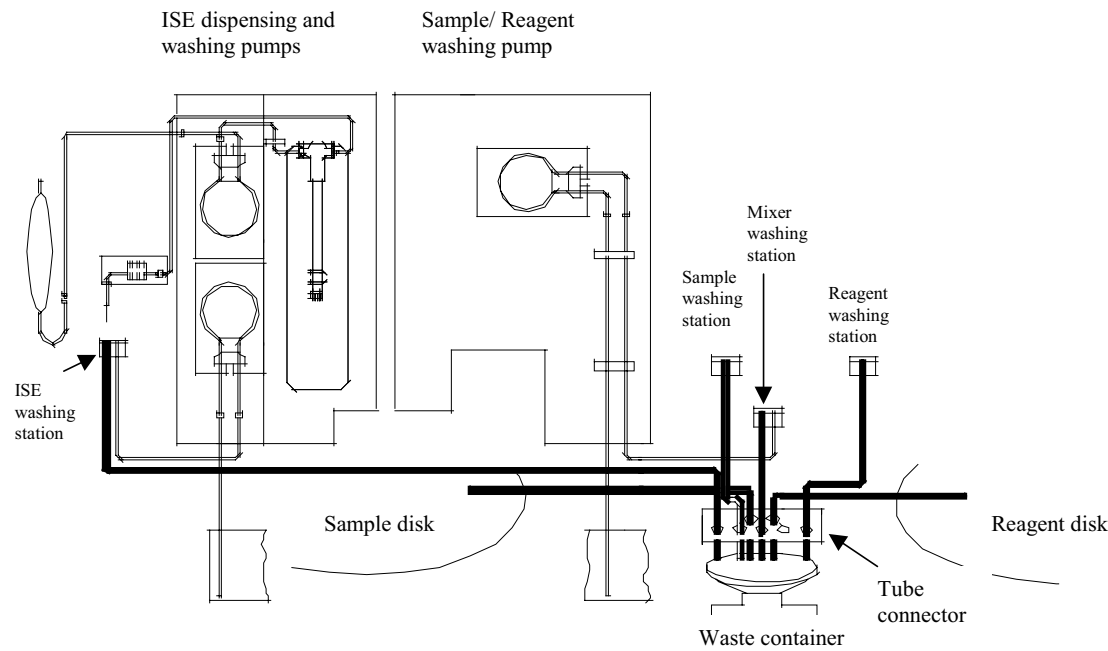 ISE dispensing and
washing pumps
Sample/ Reagent
washing pump
Mixer
washing
station
Sample
washing
station
Reagent
washing
station
ISE
washing
station
Sample disk
Reagent disk
Tube
connector
Waste container